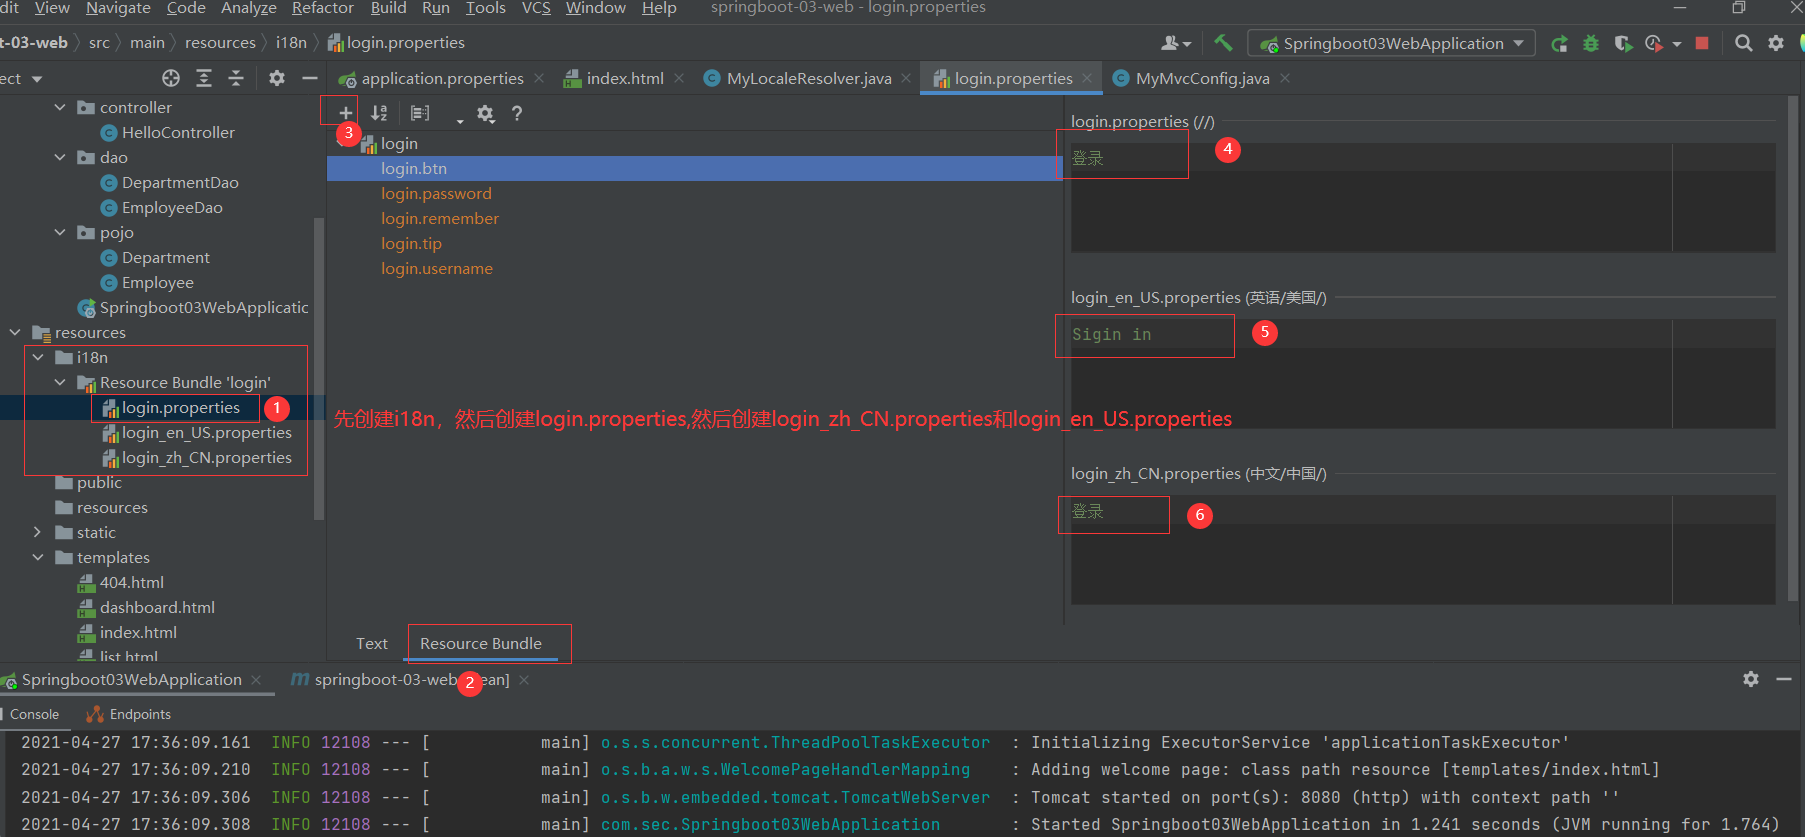 dit View Navigate Code Analyze Refactor Build Run Tools VCS Window Help springboot-03-web - login.properties
t-03-web src main resources i18n login.properties Springboot03WebApplication
ect application.properties index.html MyLocaleResolver.java login.properties MyMvcConfig.java
controller
HelloController
dao
DepartmentDao
EmployeeDao
pojo
Department
Employee
Springboot03WebApplicatic
resources
i18n
Resource Bundle 'login'
login.properties 1
login_en_US.properties
login_zh_CN.properties
public
resources
static
templates
404.html
dashboard.html
index.html
list.html
3
login
login.btn
login.password
login.remember
login.tip
login.username
先创建i18n，然后创建login.properties,然后创建login_zh_CN.properties和login_en_US.properties
login.properties (//)
登录 4
login_en_US.properties (英语/美国/)
Sigin in 5
login_zh_CN.properties (中文/中国/)
登录 6
Text Resource Bundle
2
Springboot03WebApplication springboot-03-web ean]
Console Endpoints
2021-04-27 17:36:09.161 INFO 12108 --- [ main] o.s.s.concurrent.ThreadPoolTaskExecutor : Initializing ExecutorService 'applicationTaskExecutor'
2021-04-27 17:36:09.210 INFO 12108 --- [ main] o.s.b.a.w.s.WelcomePageHandlerMapping : Adding welcome page: class path resource [templates/index.html]
2021-04-27 17:36:09.306 INFO 12108 --- [ main] o.s.b.w.embedded.tomcat.TomcatWebServer : Tomcat started on port(s): 8080 (http) with context path ''
2021-04-27 17:36:09.308 INFO 12108 --- [ main] com.sec.Springboot03WebApplication : Started Springboot03WebApplication in 1.241 seconds (JVM running for 1.764)